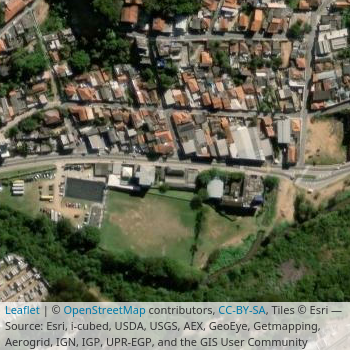 Leaflet | © OpenStreetMap contributors, CC-BY-SA, Tiles © Esri —
Source: Esri, i-cubed, USDA, USGS, AEX, GeoEye, Getmapping,
Aerogrid, IGN, IGP, UPR-EGP, and the GIS User Community